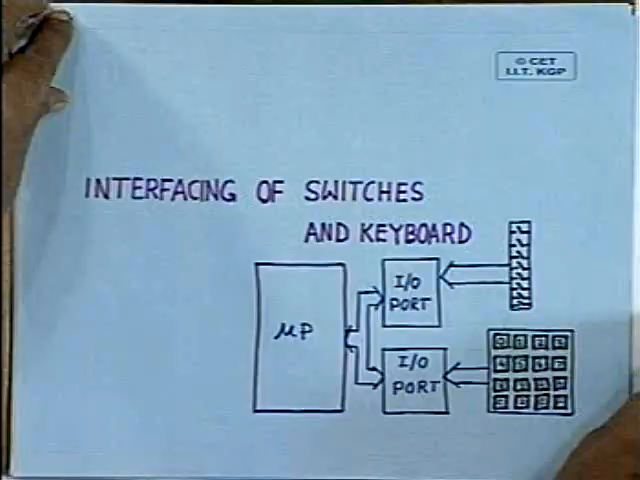 © CET
I.I.T. KGP
INTERFACING OF SWITCHES
AND KEYBOARD
I/O
PORT
μP
I/O
PORT